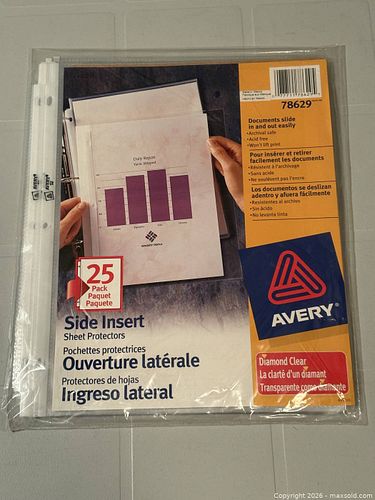 78629
Documents slide
in and out easily
•Archival safe
•Acid free
•Won't lift print
Pour insérer et retirer
facilement les documents
•Résistent à l'archivage
•Sans acide
•Ne soulèvent pas l'encre
Los documentos se deslizan
adentro y afuera fácilmente
•Resistentes al archivo
•Sin ácido
•No levanta tinta
25
Pack
Paquet
Paquete
AVERY®
Side Insert
Sheet Protectors
Pochettes protectrices
Ouverture latérale
Protectores de hojas
Ingreso lateral
Diamond Clear
La clarté d'un diamant
Transparente como diamante
Copyright 2026 - maxsold.com